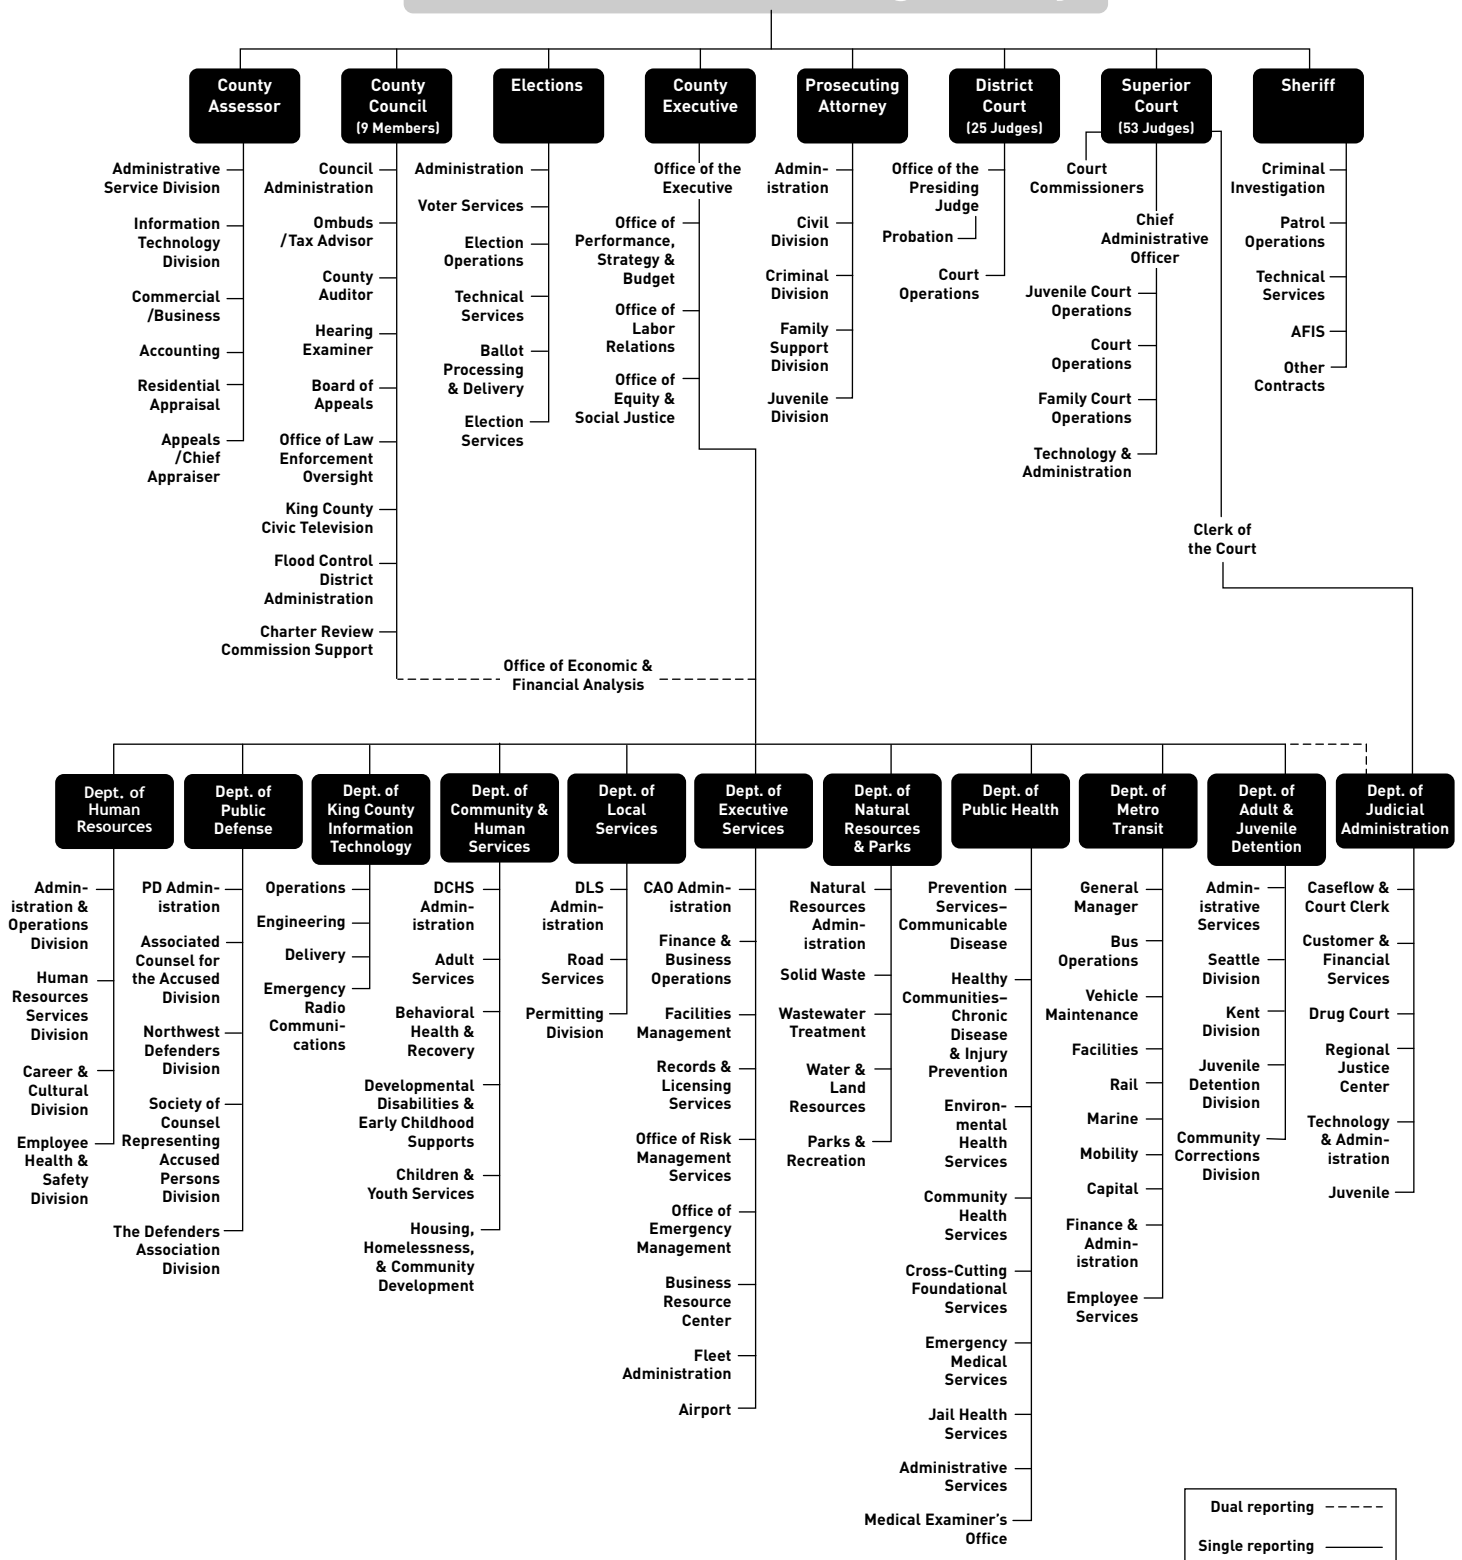 County
Assessor
County
Council
(9 Members)
Elections
County
Executive
Prosecuting
Attorney
District
Court
(25 Judges)
Superior
Court
(53 Judges)
Sheriff
Administrative
Service Division
Information
Technology
Division
Commercial
/Business
Accounting
Residential
Appraisal
Appeals
/Chief
Appraiser
Council
Administration
Ombuds
/Tax Advisor
County
Auditor
Hearing
Examiner
Board of
Appeals
Office of Law
Enforcement
Oversight
King County
Civic Television
Flood Control
District
Administration
Charter Review
Commission Support
Administration
Voter Services
Election
Operations
Technical
Services
Ballot
Processing
& Delivery
Election
Services
Office of the
Executive
Office of
Performance,
Strategy &
Budget
Office of
Labor
Relations
Office of
Equity &
Social Justice
Admin-
istration
Civil
Division
Criminal
Division
Family
Support
Division
Juvenile
Division
Office of the
Presiding
Judge
Probation
Court
Operations
Court
Commissioners
Chief
Administrative
Officer
Juvenile Court
Operations
Court
Operations
Family Court
Operations
Technology &
Administration
Clerk of
the Court
Criminal
Investigation
Patrol
Operations
Technical
Services
AFIS
Other
Contracts
Office of Economic &
Financial Analysis
Dept. of
Human
Resources
Dept. of
Public
Defense
Dept. of
King County
Information
Technology
Dept. of
Community &
Human
Services
Dept. of
Local
Services
Dept. of
Executive
Services
Dept. of
Natural
Resources
& Parks
Dept. of
Public Health
Dept. of
Metro
Transit
Dept. of
Adult &
Juvenile
Detention
Dept. of
Judicial
Administration
Admin-
istration &
Operations
Division
Human
Resources
Services
Division
Career &
Cultural
Division
Employee
Health &
Safety
Division
PD Admin-
istration
Associated
Counsel for
the Accused
Division
Northwest
Defenders
Division
Society of
Counsel
Representing
Accused
Persons
Division
The Defenders
Association
Division
Operations
Engineering
Delivery
Emergency
Radio
Communi-
cations
DCHS
Admin-
istration
Adult
Services
Behavioral
Health &
Recovery
Developmental
Disabilities &
Early Childhood
Supports
Children &
Youth Services
Housing,
Homelessness,
& Community
Development
DLS
Admin-
istration
Road
Services
Permitting
Division
CAO Admin-
istration
Finance &
Business
Operations
Facilities
Management
Records &
Licensing
Services
Office of Risk
Management
Services
Office of
Emergency
Management
Business
Resource
Center
Fleet
Administration
Airport
Natural
Resources
Admin-
istration
Solid Waste
Wastewater
Treatment
Water &
Land
Resources
Parks &
Recreation
Prevention
Services–
Communicable
Disease
Healthy
Communities–
Chronic
Disease
& Injury
Prevention
Environ-
mental
Health
Services
Community
Health
Services
Cross-Cutting
Foundational
Services
Emergency
Medical
Services
Jail Health
Services
Administrative
Services
Medical Examiner's
Office
General
Manager
Bus
Operations
Vehicle
Maintenance
Facilities
Rail
Marine
Mobility
Capital
Finance &
Admin-
istration
Employee
Services
Admin-
istrative
Services
Seattle
Division
Kent
Division
Juvenile
Detention
Division
Community
Corrections
Division
Caseflow &
Court Clerk
Customer &
Financial
Services
Drug Court
Regional
Justice
Center
Technology
& Admin-
istration
Juvenile
Dual reporting
Single reporting